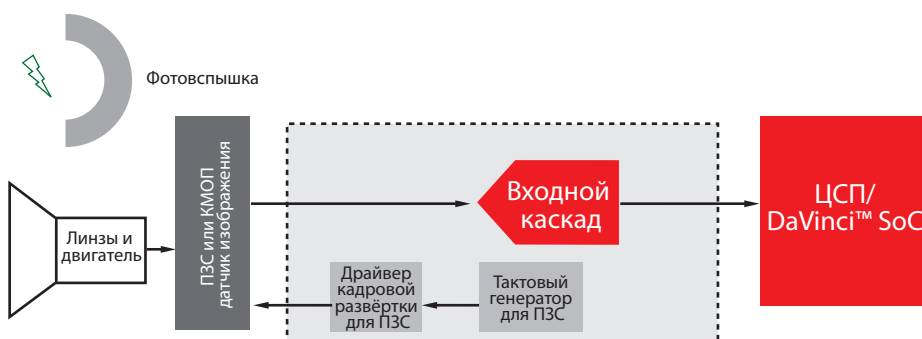 Фотовспышка
Линзы и
двигатель
ПЗС или КМОП
датчик изображения
Входной
каскад
ЦСП/
DaVinci™ SoC
Драйвер
кадровой
развёртки
для ПЗС
Тактовый
генератор
для ПЗС